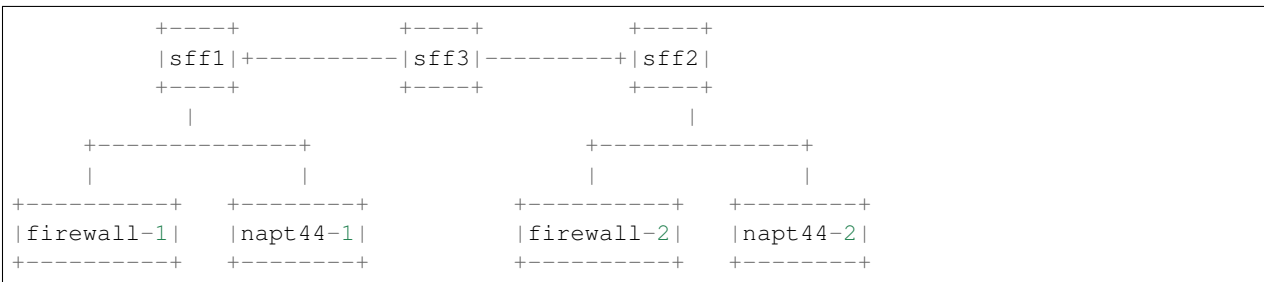 +----+           +----+          +----+
         |sff1|+----------|sff3|---------+|sff2|
         +----+           +----+          +----+
           |                                  |
    +--------------+                   +--------------+
    |              |                   |              |
+----------+   +--------+          +----------+   +--------+
|firewall-1|   |napt44-1|          |firewall-2|   |napt44-2|
+----------+   +--------+          +----------+   +--------+